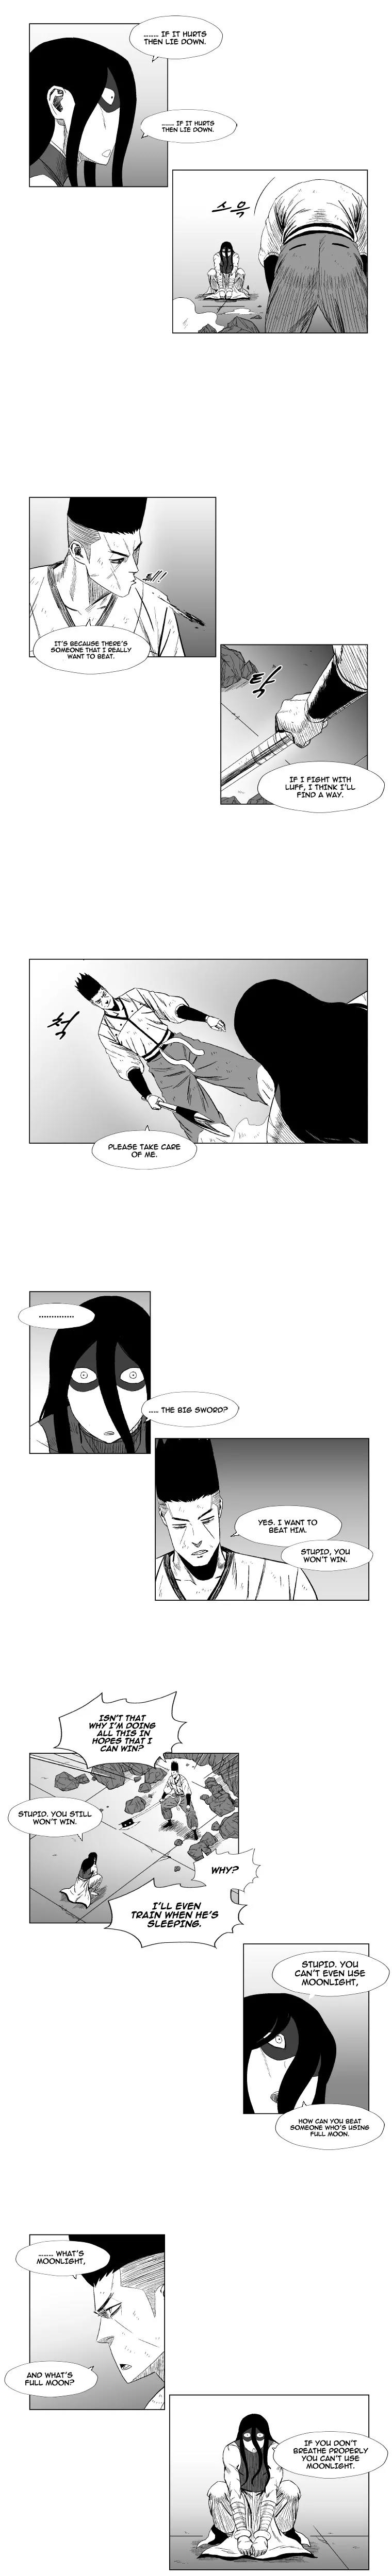 ........ IF IT HURTS
THEN LIE DOWN.
........ IF IT HURTS
THEN LIE DOWN.
스윽
IT'S BECAUSE THERE'S
SOMEONE THAT I REALLY
WANT TO BEAT.
탁
IF I FIGHT WITH
LUFF, I THINK I'LL
FIND A WAY.
척
PLEASE TAKE CARE
OF ME.
...............
..... THE BIG SWORD?
YES. I WANT TO
BEAT HIM.
STUPID, YOU
WON'T WIN.
ISN'T THAT
WHY I'M DOING
ALL THIS IN
HOPES THAT I
CAN WIN?
STUPID. YOU STILL
WON'T WIN.
WHY?
I'LL EVEN
TRAIN WHEN HE'S
SLEEPING.
STUPID. YOU
CAN'T EVEN USE
MOONLIGHT,
HOW CAN YOU BEAT
SOMEONE WHO'S USING
FULL MOON.
........ WHAT'S
MOONLIGHT,
AND WHAT'S
FULL MOON?
IF YOU DON'T
BREATHE PROPERLY
YOU CAN'T USE
MOONLIGHT.